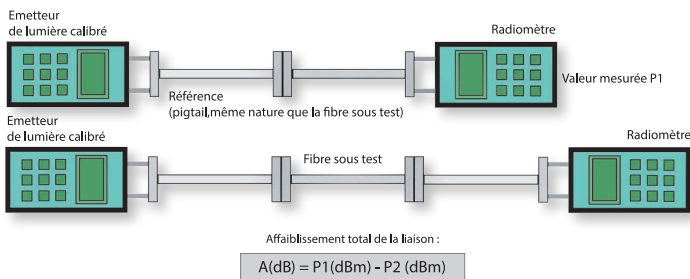 Emetteur
de lumière calibré
Radiomètre
Valeur mesurée P1
Référence
(pigtail,même nature que la fibre sous test)
Emetteur
de lumière calibré
Radiomètre
Fibre sous test
Affaiblissement total de la liaison :
A(dB) = P1(dBm) - P2 (dBm)